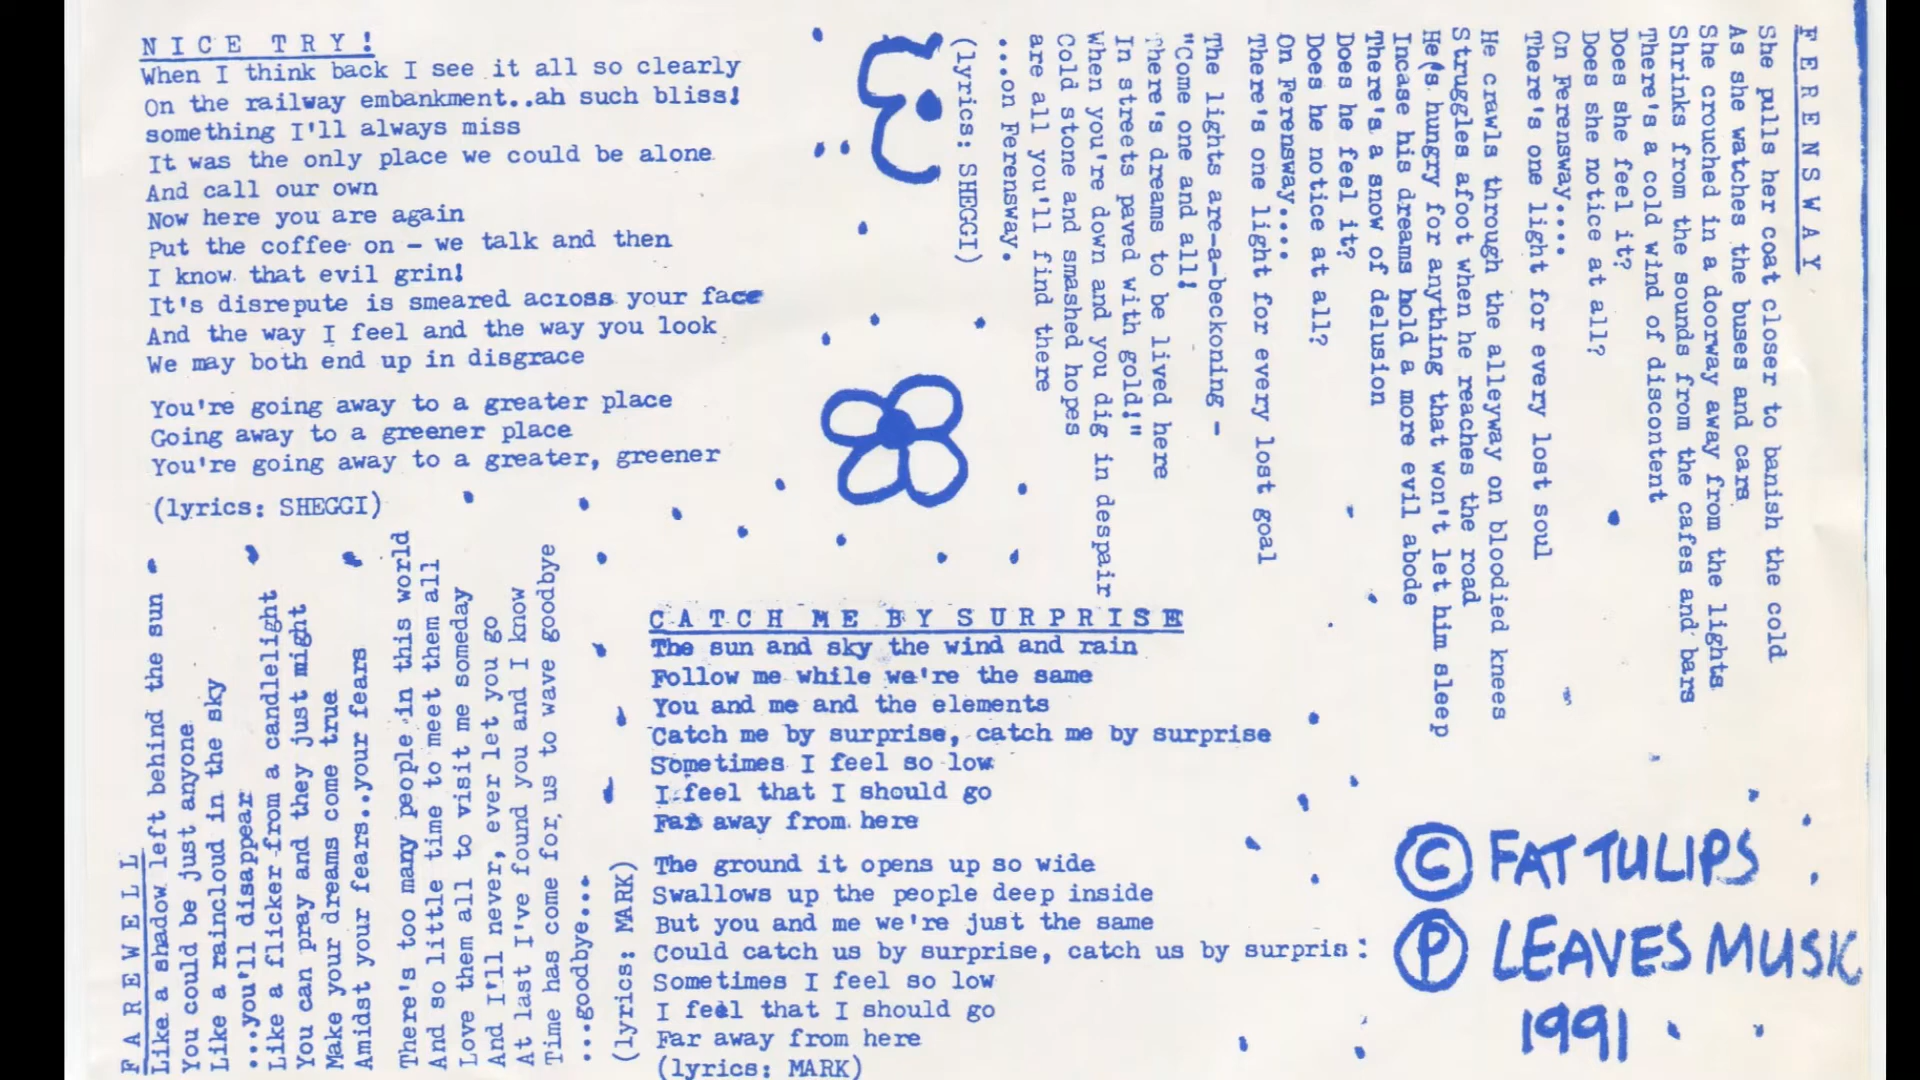 NICE TRY!
When I think back I see it all so clearly
On the railway embankment..ah such bliss!
something I'll always miss
It was the only place we could be alone
And call our own
Now here you are again
Put the coffee on - we talk and then
I know that evil grin!
It's disrepute is smeared across your face
And the way I feel and the way you look
We may both end up in disgrace
You're going away to a greater place
Going away to a greener place
You're going away to a greater, greener
(lyrics: SHEGGI)
FERENSWAY
She pulls her coat closer to banish the cold
As she watches the buses and cars
She crouched in a doorway away from the lights
Shrinks from the sounds from the cafes and bars
There's a cold wind of discontent
Does she feel it?
Does she notice at all?
On Ferensway....
There's one light for every lost soul
He crawls through the alleyway on bloodied knees
Struggles afoot when he reaches the road
He's hungry for anything that won't let him sleep
Incase his dreams hold a more evil abode
There's a snow of delusion
Does he feel it?
Does he notice at all?
On Ferensway....
There's one light for every lost goal
The lights are-a-beckoning -
"Come one and all!
There's dreams to be lived here
In streets paved with gold!"
When you're down and you dig in despair
Cold stone and smashed hopes
are all you'll find there
...on Ferensway.
(lyrics: SHEGGI)
FAREWELL
Like a shadow left behind the sun
You could be just anyone
Like a raincloud in the sky
...you'll disappear
Like a flicker from a candlelight
You can pray and they just might
Make your dreams come true
Amidst your fears..your fears
There's too many people in this world
And so little time to meet them all
Love them all to visit me someday
And I'll never, ever let you go
At last I've found you and I know
Time has come for us to wave goodbye
...goodbye...
(lyrics: MARK)
CATCH ME BY SURPRISE
The sun and sky the wind and rain
Follow me while we're the same
You and me and the elements
Catch me by surprise, catch me by surprise
Sometimes I feel so low
I feel that I should go
Far away from here
The ground it opens up so wide
Swallows up the people deep inside
But you and me we're just the same
Could catch us by surprise, catch us by surpris:
Sometimes I feel so low
I feel that I should go
Far away from here
(lyrics: MARK)
© FAT TULIPS
℗ LEAVES MUSIC
1991